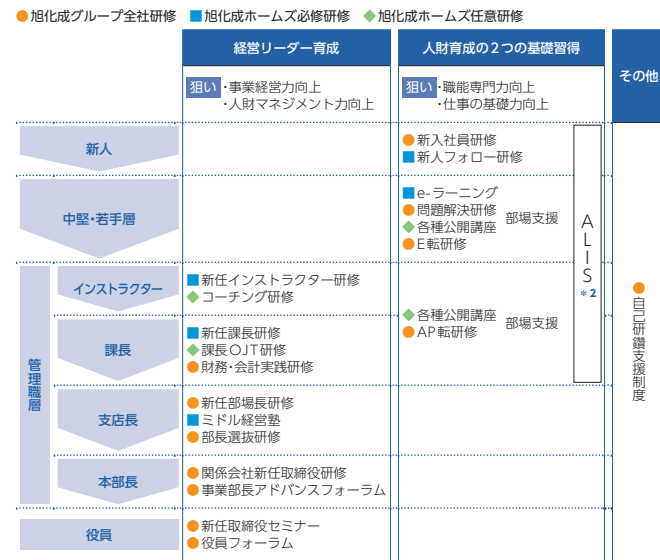 ●旭化成グループ全社研修 ■旭化成ホームズ必修研修 ◆旭化成ホームズ任意研修
経営リーダー育成
人財育成の2つの基礎習得
その他
狙い ・事業経営力向上
・人財マネジメント力向上
狙い ・職能専門力向上
・仕事の基礎力向上
新人
●新入社員研修
■新人フォロー研修
中堅・若手層
■e-ラーニング
●問題解決研修
◆各種公開講座
●E転研修
部場支援
ALIS
*2
管理職層
インストラクター
■新任インストラクター研修
◆コーチング研修
課長
■新任課長研修
◆課長OJT研修
●財務・会計実践研修
◆各種公開講座
●AP転研修
部場支援
支店長
●新任部場長研修
■ミドル経営塾
●部長選抜研修
本部長
●関係会社新任取締役研修
●事業部長アドバンスフォーラム
役員
●新任取締役セミナー
●役員フォーラム
●自己研鑽支援制度